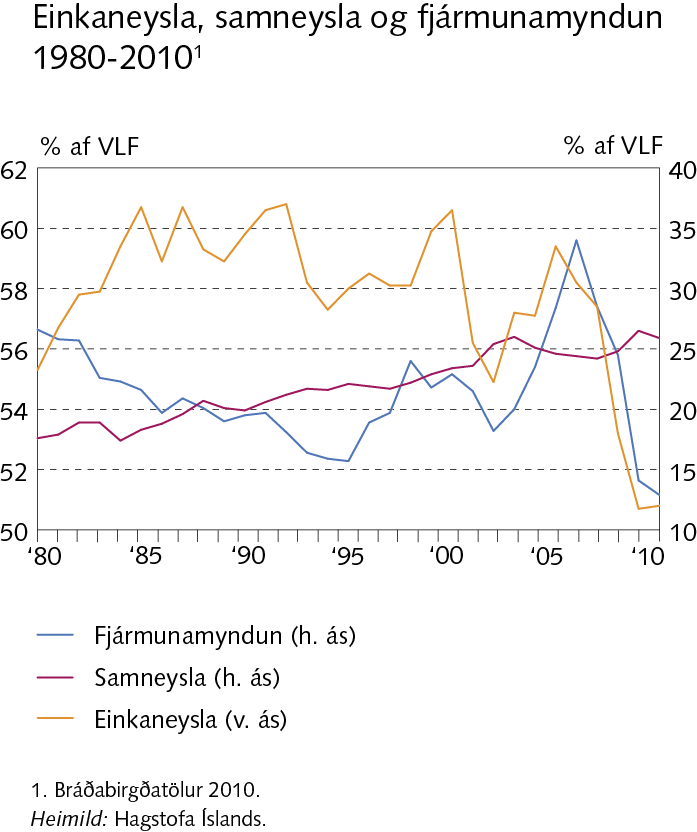 Einkaneysla, samneysla og fjármunamyndun
1980-2010¹
% af VLF % af VLF
62 40
60 35
58 30
56 25
54 20
52 15
50 10
‘80 ‘85 ‘90 ‘95 ‘00 ‘05 ‘10
Fjármunamyndun (h. ás)
Samneysla (h. ás)
Einkaneysla (v. ás)
1. Bráðabirgðatölur 2010.
Heimild: Hagstofa Íslands.